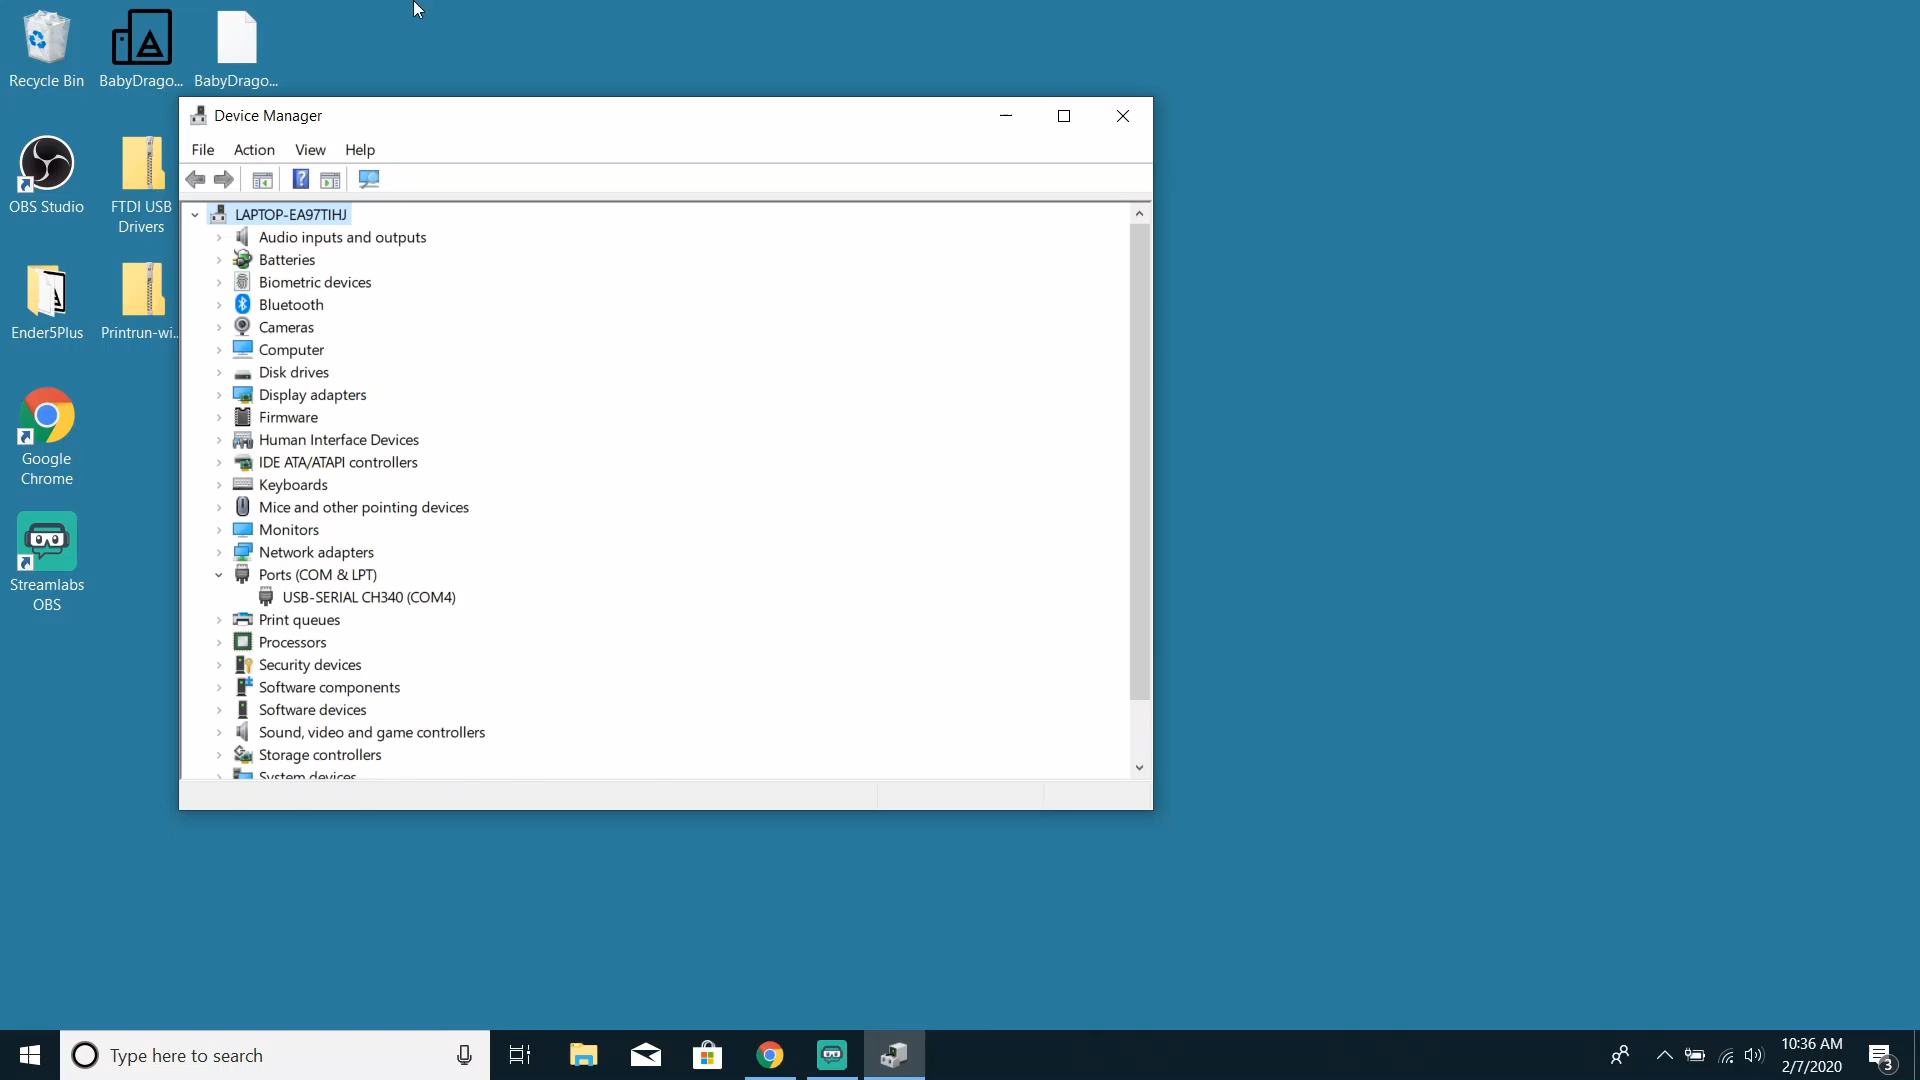 Recycle Bin
BabyDrago...
BabyDrago...
OBS Studio
FTDI USB
Drivers
Ender5Plus
Printrun-wi...
Google
Chrome
Streamlabs
OBS
Device Manager
File Action View Help
LAPTOP-EA97TIHJ
Audio inputs and outputs
Batteries
Biometric devices
Bluetooth
Cameras
Computer
Disk drives
Display adapters
Firmware
Human Interface Devices
IDE ATA/ATAPI controllers
Keyboards
Mice and other pointing devices
Monitors
Network adapters
Ports (COM & LPT)
USB-SERIAL CH340 (COM4)
Print queues
Processors
Security devices
Software components
Software devices
Sound, video and game controllers
Storage controllers
System devices
Type here to search
10:36 AM
2/7/2020
3